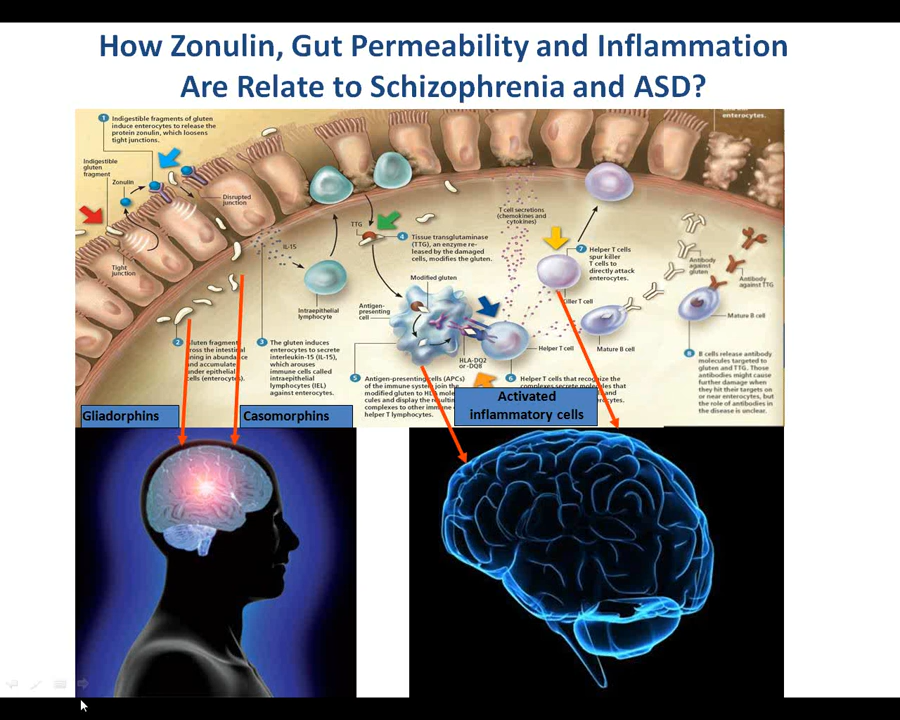 How Zonulin, Gut Permeability and Inflammation
Are Relate to Schizophrenia and ASD?
enterocytes.
1 Indigestible fragments of gluten
induce enterocytes to release the
protein zonulin, which loosens
tight junctions.
Indigestible
gluten
fragment
Zonulin
Disrupted
junction
Tight
junction
IL-15
TTG
4 Tissue transglutaminase
(TTG), an enzyme re-
leased by the damaged
cells, modifies the gluten.
T cell secretions
(chemokines and
cytokines)
7 Helper T cells
spur killer
T cells to
directly attack
enterocytes.
Antibody
against
gluten
Antibody
against TTG
Modified gluten
Antigen-
presenting
cell
Intraepithelial
lymphocyte
Killer T cell
Helper T cell
HLA-DQ2
or -DQ8
Mature B cell
Mature B cell
2 Gluten fragments
cross the intestinal
lining in abundance
and accumulate
under epithelial
cells (enterocytes).
3 The gluten induces
enterocytes to secrete
interleukin-15 (IL-15),
which arouses
immune cells called
intraepithelial
lymphocytes (IEL)
against enterocytes.
5 Antigen-presenting cells (APCs)
of the immune system join the
modified gluten to HLA mole
cules and display the resulting
complexes to other immune
helper T lymphocytes.
6 Helper T cells that recognize the
complexes secrete molecules that
8 B cells release antibody
molecules targeted to
gluten and TTG. Those
antibodies might cause
further damage when
they hit their targets on
or near enterocytes, but
the role of antibodies in
the disease is unclear.
Gliadorphins
Casomorphins
Activated
inflammatory cells